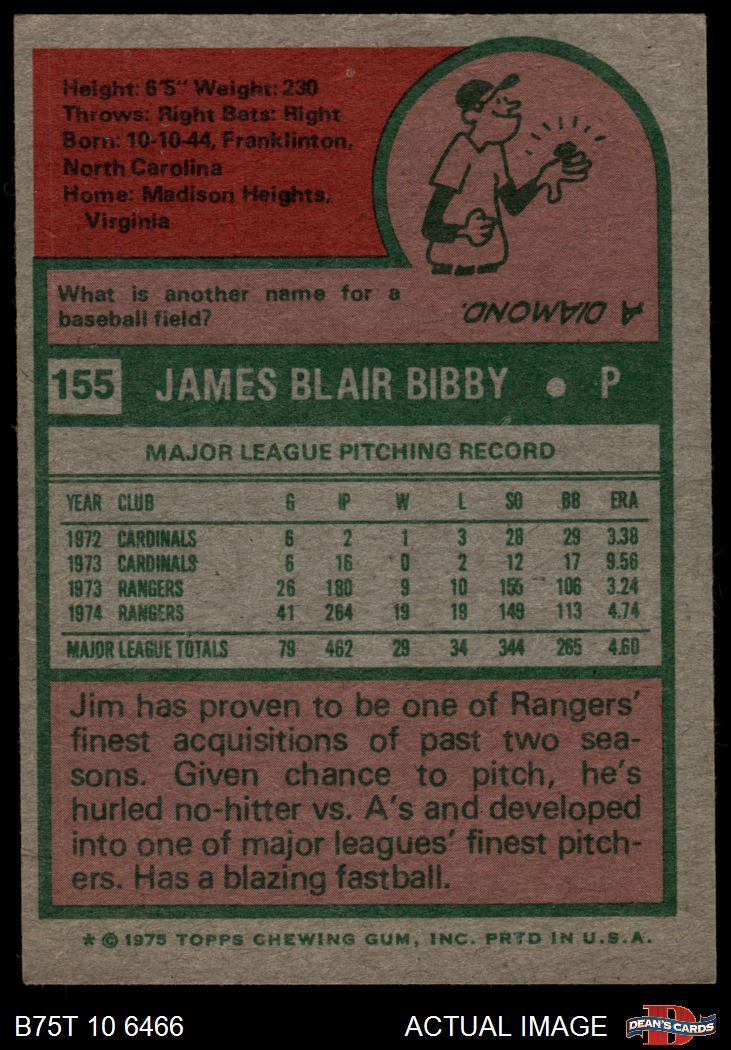 Height: 6'5" Weight: 230
Throws: Right Bats: Right
Born: 10-10-44, Franklinton,
North Carolina
Home: Madison Heights,
Virginia
What is another name for a
baseball field?
A DIAMOND.
155 JAMES BLAIR BIBBY • P
MAJOR LEAGUE PITCHING RECORD
YEAR CLUB G IP W L SO BB ERA
1972 CARDINALS 6 2 1 3 28 29 3.38
1973 CARDINALS 6 16 0 2 12 17 9.56
1973 RANGERS 26 180 9 10 155 106 3.24
1974 RANGERS 41 264 19 19 149 113 4.74
MAJOR LEAGUE TOTALS 79 462 29 34 344 265 4.60
Jim has proven to be one of Rangers'
finest acquisitions of past two sea-
sons. Given chance to pitch, he's
hurled no-hitter vs. A's and developed
into one of major leagues' finest pitch-
ers. Has a blazing fastball.
* © 1975 TOPPS CHEWING GUM, INC. PRTD IN U.S.A.
B75T 10 6466 ACTUAL IMAGE D DEAN'S CARDS